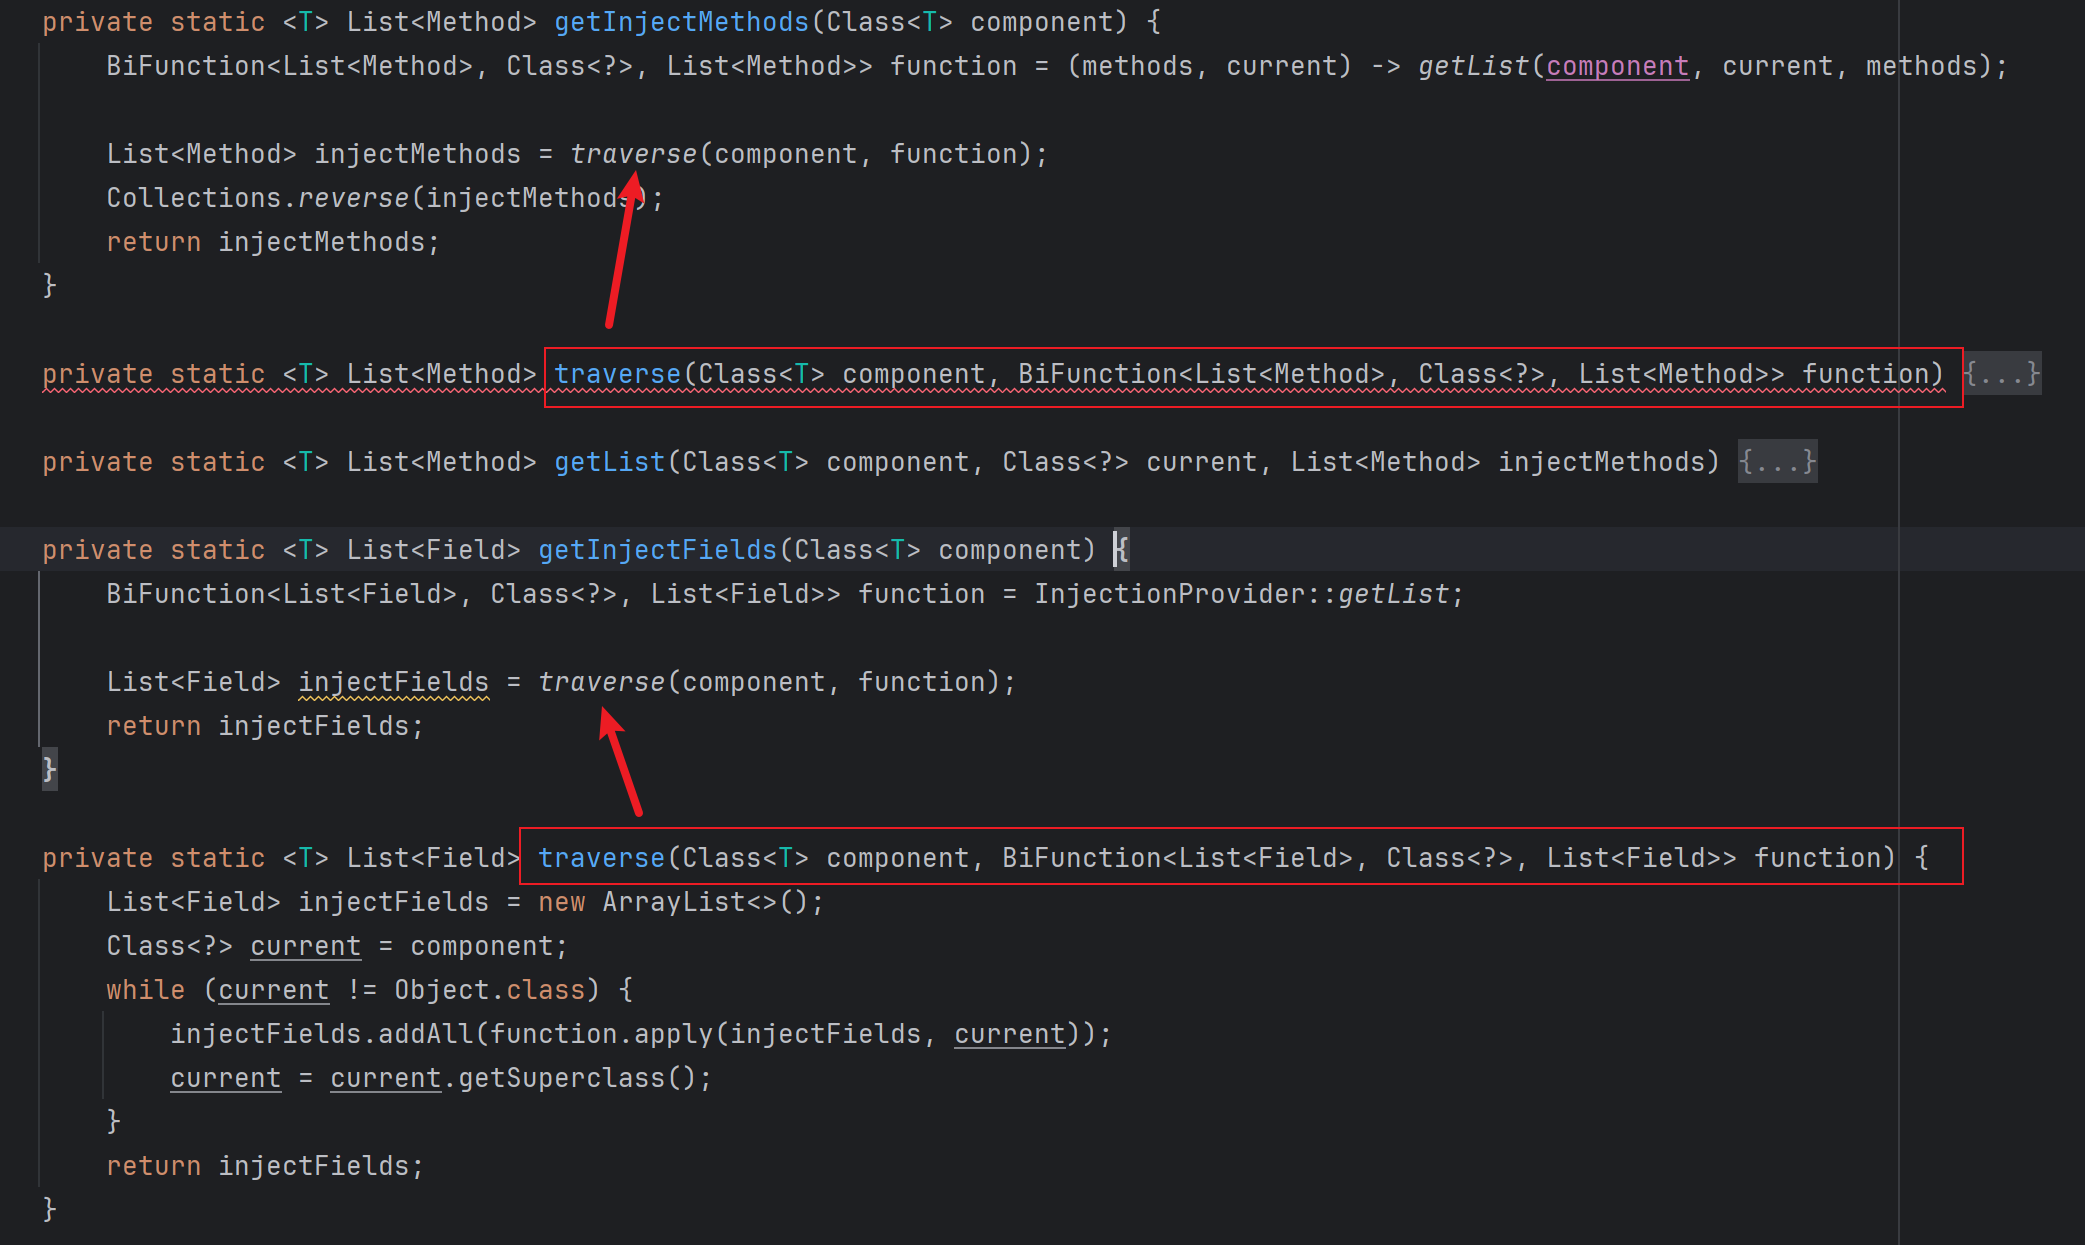 private static <T> List<Method> getInjectMethods(Class<T> component) {
BiFunction<List<Method>, Class<?>, List<Method>> function = (methods, current) -> getList(component, current, methods);
List<Method> injectMethods = traverse(component, function);
Collections.reverse(injectMethods);
return injectMethods;
}
private static <T> List<Method> traverse(Class<T> component, BiFunction<List<Method>, Class<?>, List<Method>> function) {...}
private static <T> List<Method> getList(Class<T> component, Class<?> current, List<Method> injectMethods) {...}
private static <T> List<Field> getInjectFields(Class<T> component) {
BiFunction<List<Field>, Class<?>, List<Field>> function = InjectionProvider::getList;
List<Field> injectFields = traverse(component, function);
return injectFields;
}
private static <T> List<Field> traverse(Class<T> component, BiFunction<List<Field>, Class<?>, List<Field>> function) {
List<Field> injectFields = new ArrayList<>();
Class<?> current = component;
while (current != Object.class) {
injectFields.addAll(function.apply(injectFields, current));
current = current.getSuperclass();
}
return injectFields;
}